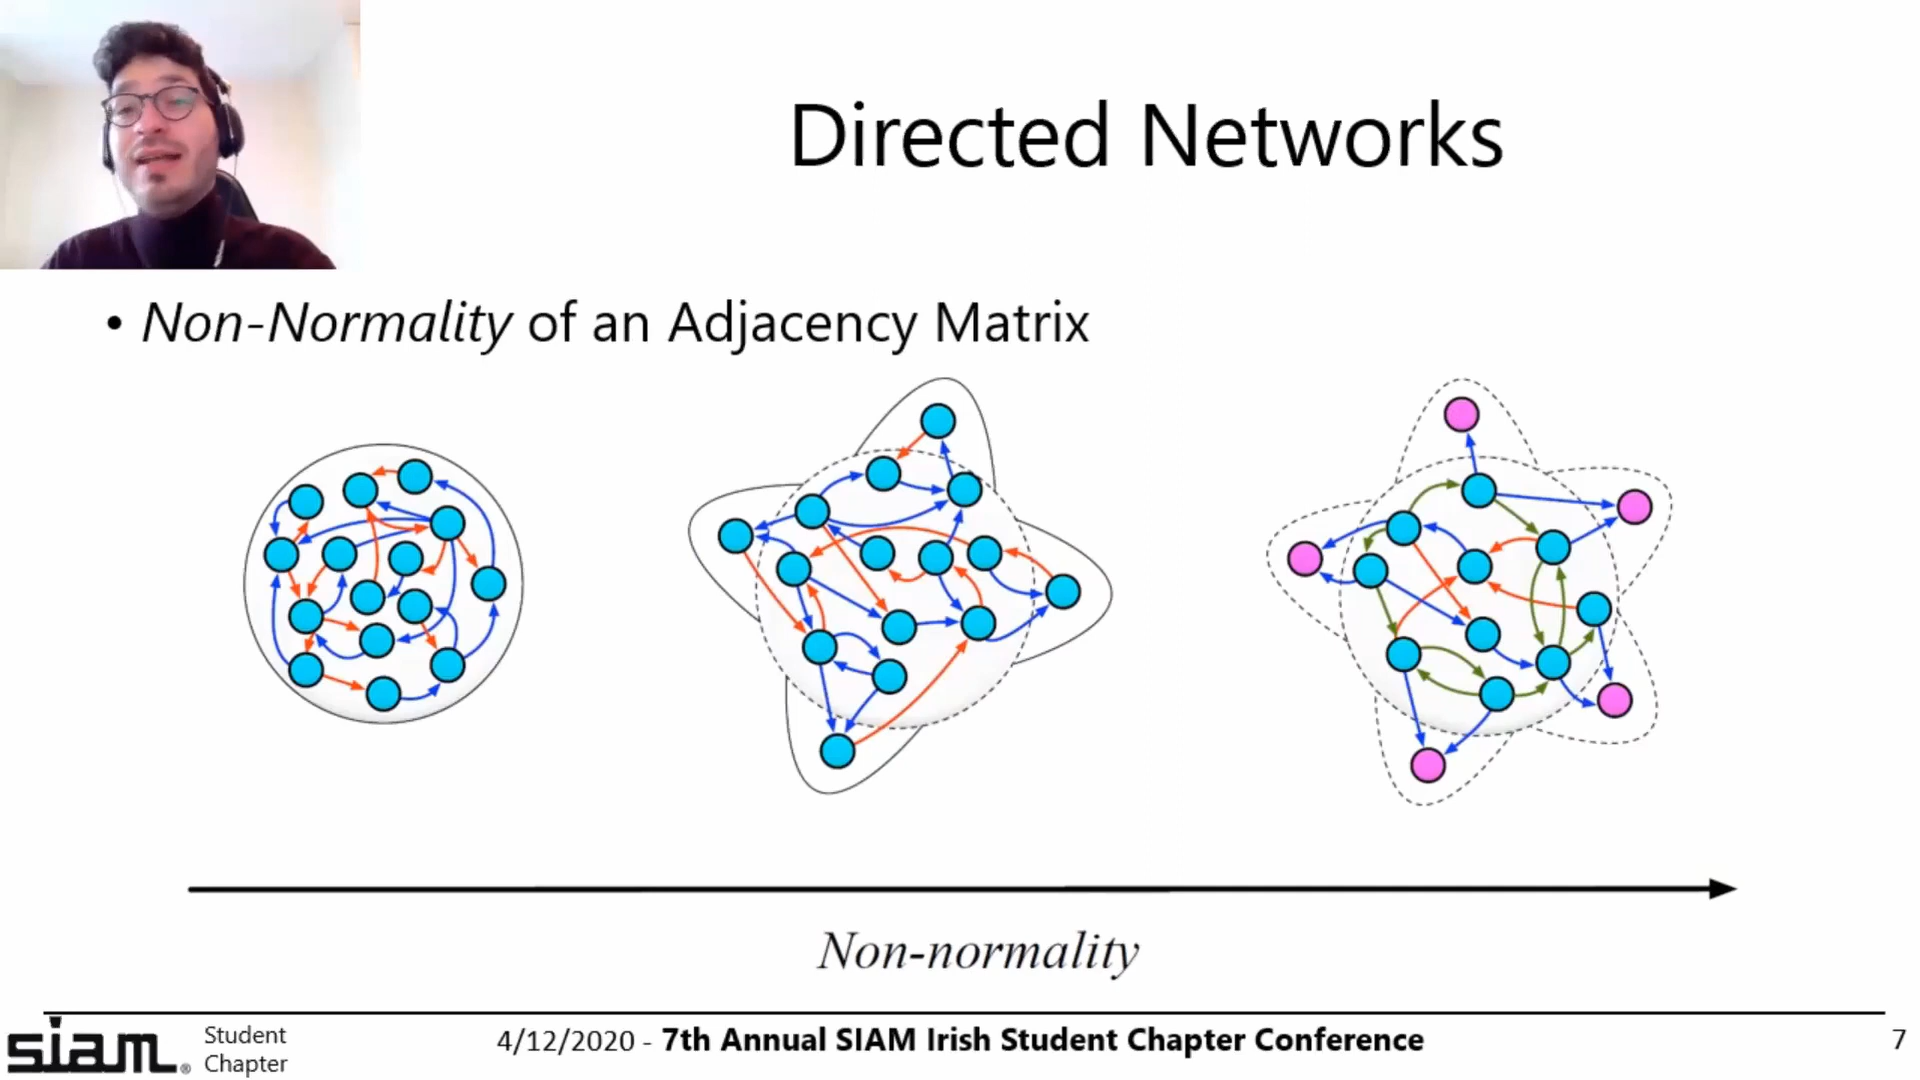 Directed Networks
• Non-Normality of an Adjacency Matrix
Non-normality
siam® Student Chapter
4/12/2020 - 7th Annual SIAM Irish Student Chapter Conference
7